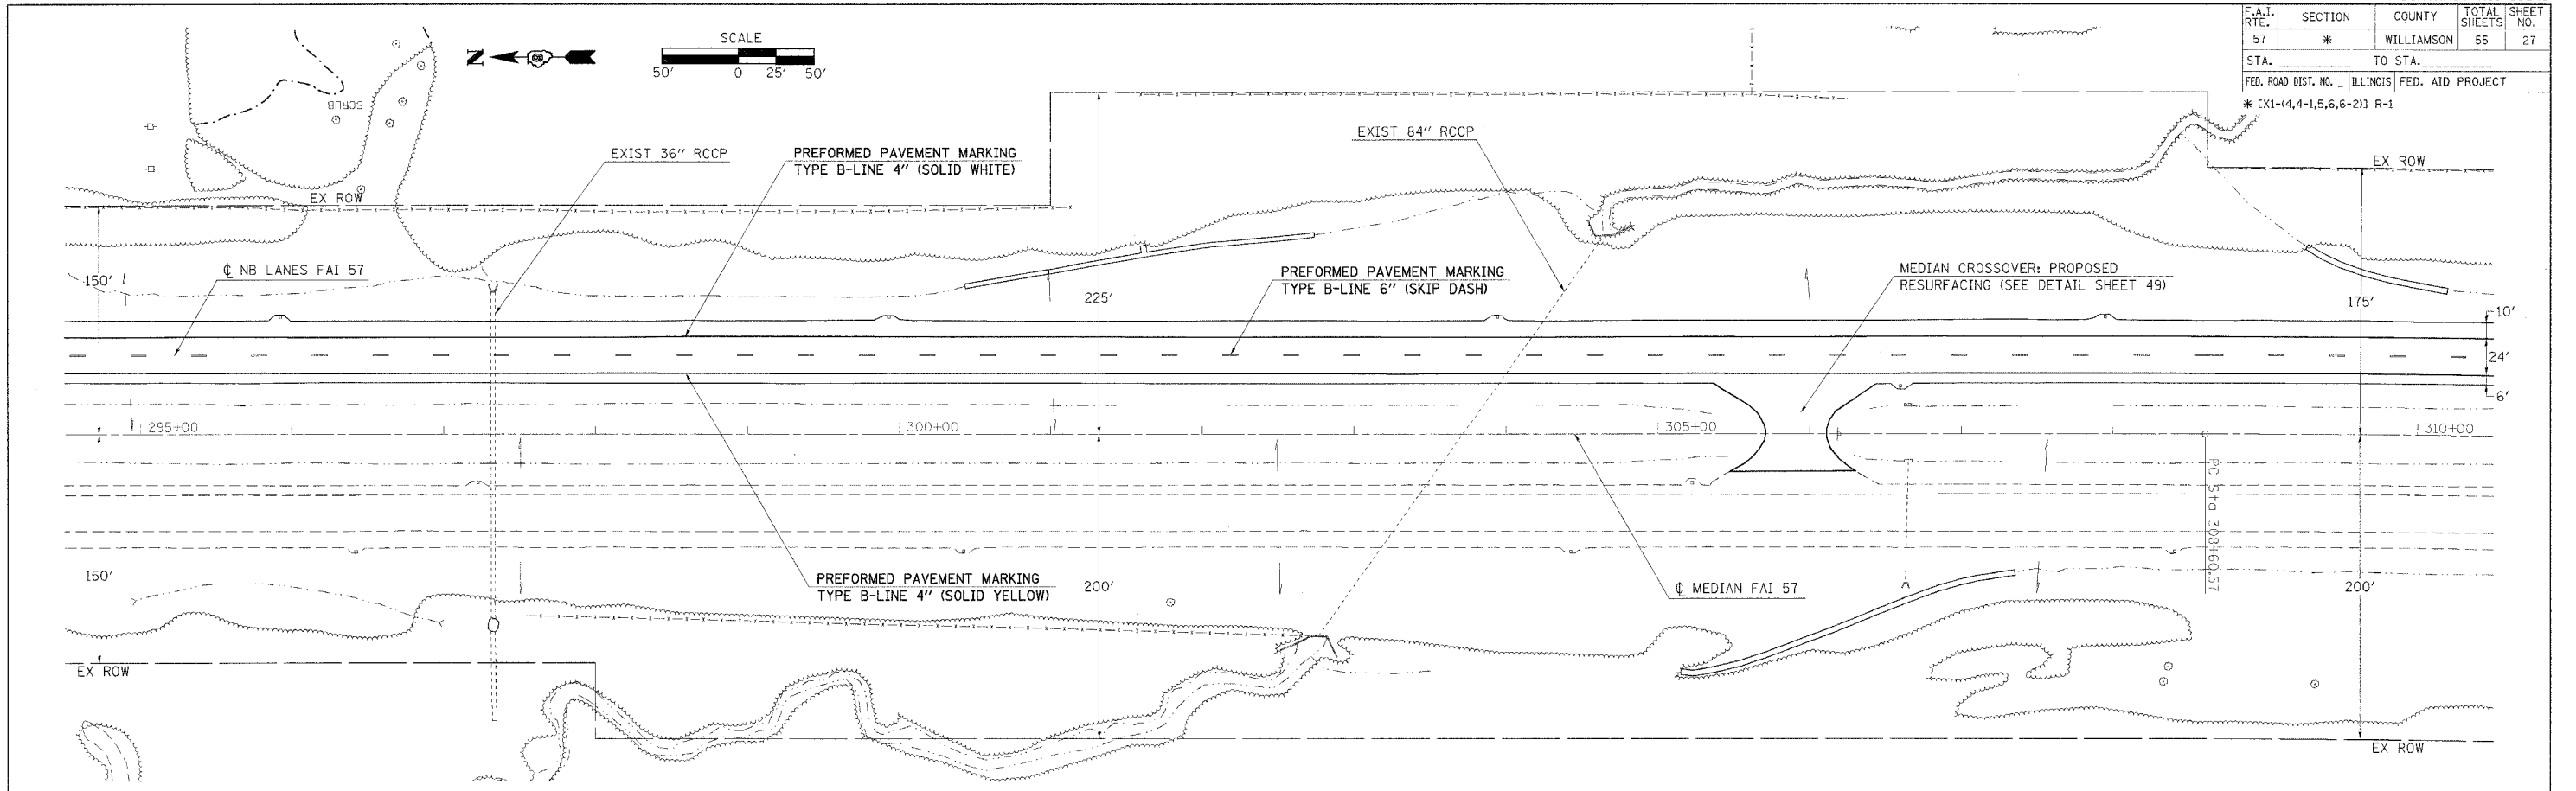 F.A.I. RTE. SECTION COUNTY TOTAL SHEETS SHEET NO.
57 * WILLIAMSON 55 27
STA. TO STA.
FED. ROAD DIST. NO. ILLINOIS FED. AID PROJECT
* [X1-(4,4-1,5,6,6-2)] R-1
N
SCALE
50' 0 25' 50'
SCRUB
EXIST 36" RCCP
PREFORMED PAVEMENT MARKING
TYPE B-LINE 4" (SOLID WHITE)
EXIST 84" RCCP
EX ROW
EX ROW
℄ NB LANES FAI 57
150'
225'
PREFORMED PAVEMENT MARKING
TYPE B-LINE 6" (SKIP DASH)
MEDIAN CROSSOVER: PROPOSED
RESURFACING (SEE DETAIL SHEET 49)
175'
10'
24'
6'
295+00
300+00
305+00
310+00
PC Sta 308+60.57
150'
PREFORMED PAVEMENT MARKING
TYPE B-LINE 4" (SOLID YELLOW)
200'
℄ MEDIAN FAI 57
200'
EX ROW
EX ROW